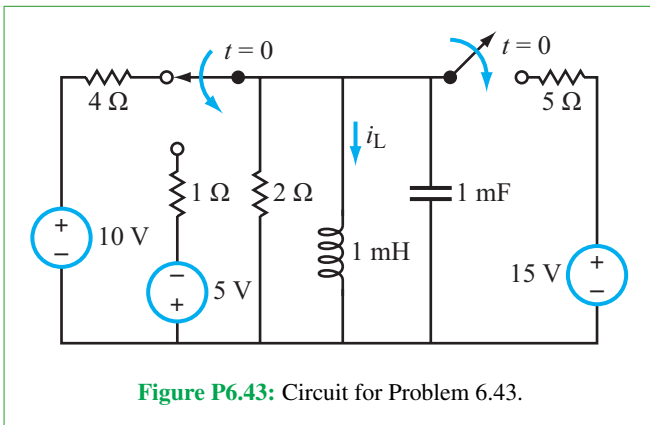 t = 0
t = 0
4 Ω
5 Ω
i_L
1 Ω
2 Ω
1 mF
+
−
10 V
1 mH
−
+
5 V
15 V
+
−
Figure P6.43: Circuit for Problem 6.43.